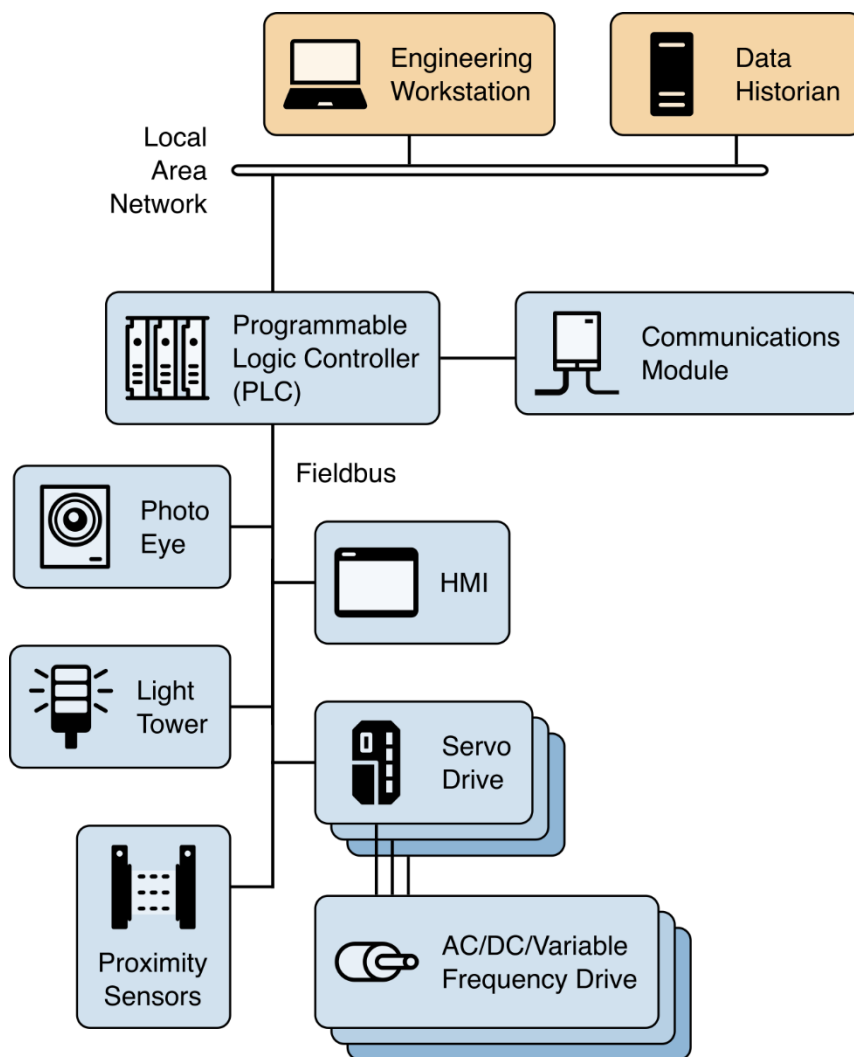 Engineering
Workstation
Data
Historian
Local
Area
Network
Programmable
Logic Controller
(PLC)
Communications
Module
Fieldbus
Photo
Eye
HMI
Light
Tower
Servo
Drive
Proximity
Sensors
AC/DC/Variable
Frequency Drive